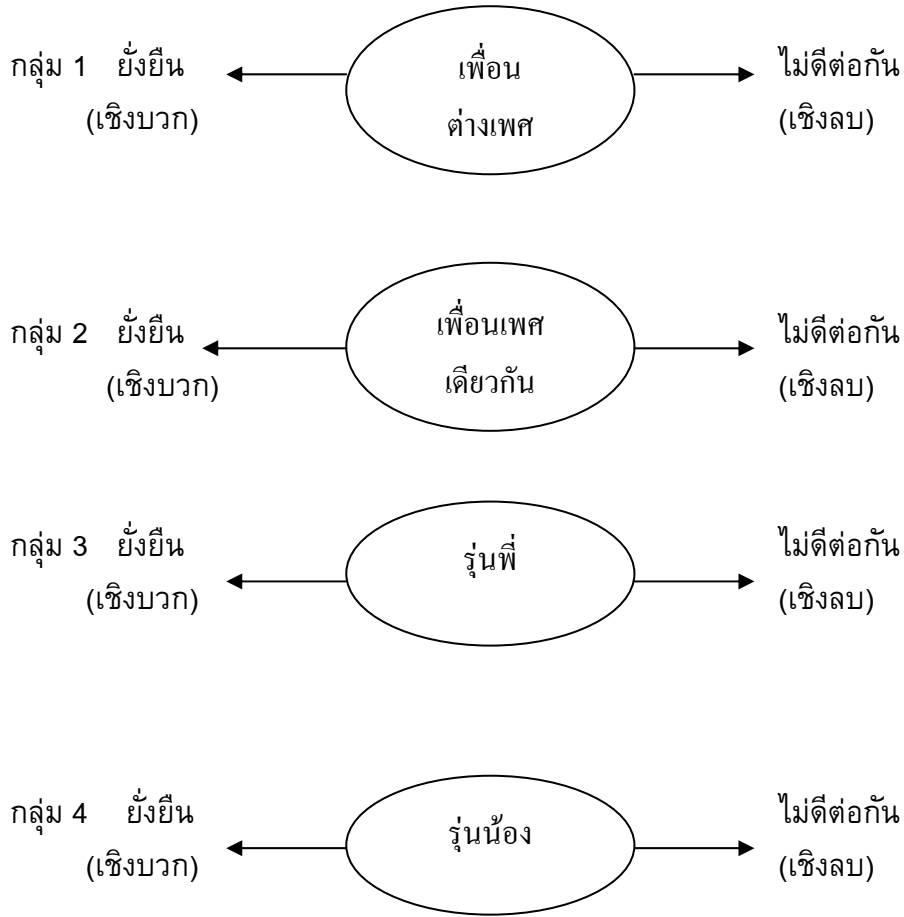 กลุ่ม 1 ยั่งยืน เพื่อน ไม่ดีต่อกัน
(เชิงบวก) ต่างเพศ (เชิงลบ)
กลุ่ม 2 ยั่งยืน เพื่อนเพศ ไม่ดีต่อกัน
(เชิงบวก) เดียวกัน (เชิงลบ)
กลุ่ม 3 ยั่งยืน รุ่นพี่ ไม่ดีต่อกัน
(เชิงบวก) (เชิงลบ)
กลุ่ม 4 ยั่งยืน รุ่นน้อง ไม่ดีต่อกัน
(เชิงบวก) (เชิงลบ)